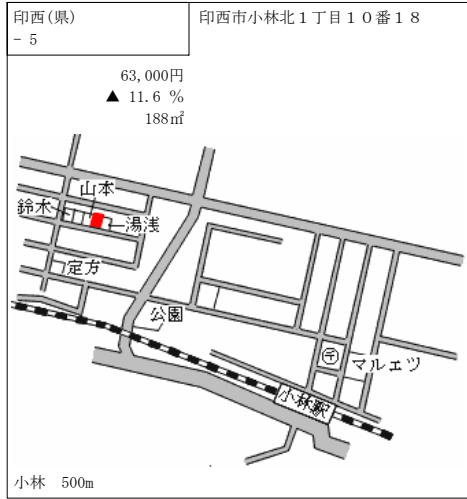 印西(県)
- 5
印西市小林北１丁目１０番１８
63,000円
▲ 11.6 %
188㎡
山本
鈴木
湯浅
定方
公園
〒
マルエツ
小林駅
小林 500m